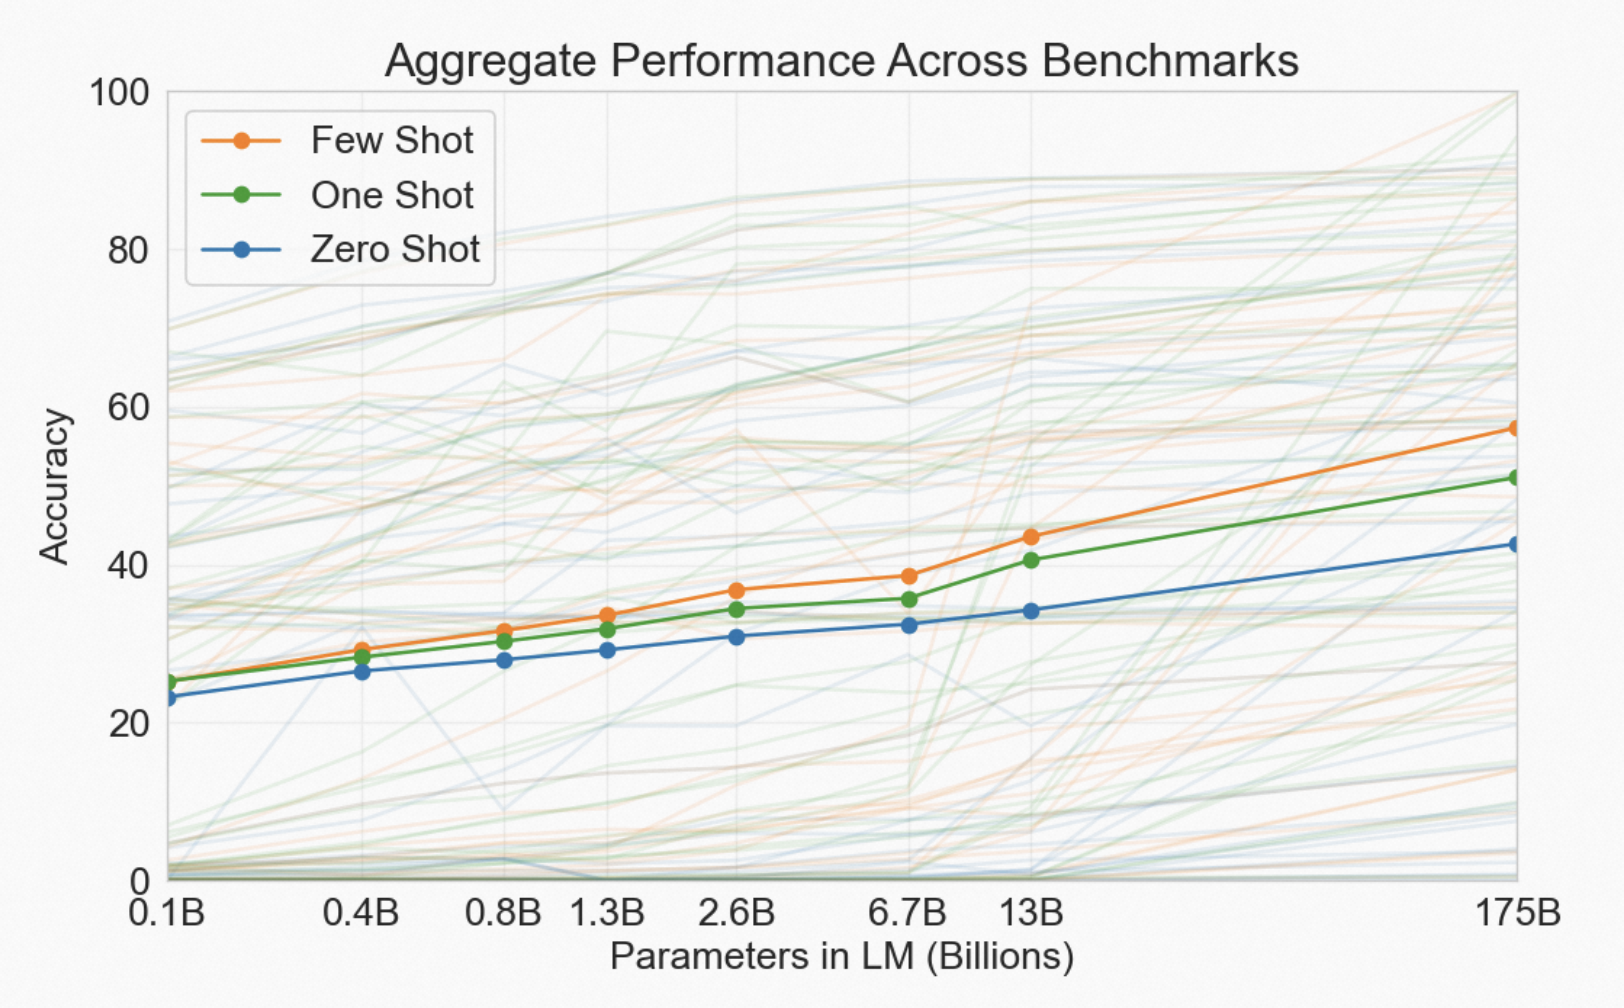 Aggregate Performance Across Benchmarks
100
80
60
40
20
0
Accuracy
Few Shot
One Shot
Zero Shot
0.1B 0.4B 0.8B 1.3B 2.6B 6.7B 13B 175B
Parameters in LM (Billions)